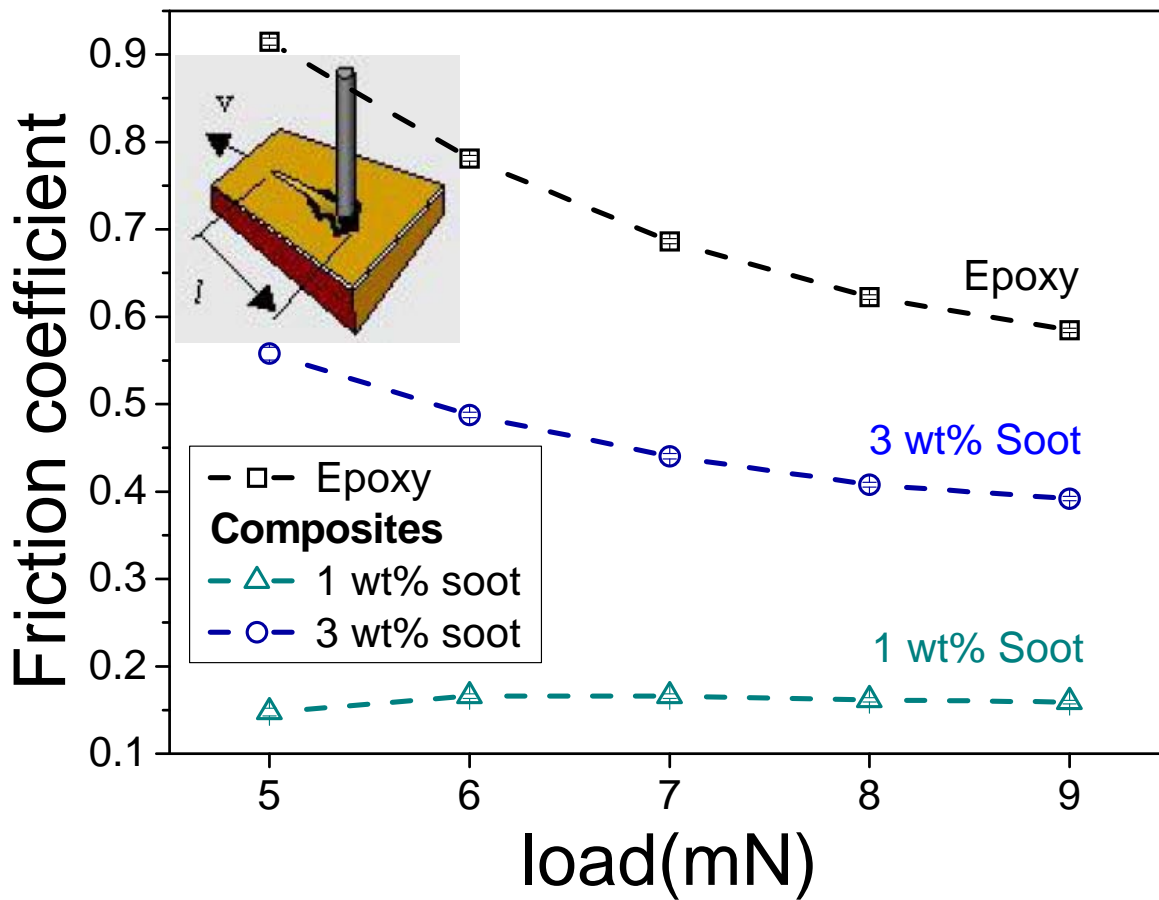 Friction coefficient
0.9
0.8
0.7
0.6
0.5
0.4
0.3
0.2
0.1
v
l
Epoxy
3 wt% Soot
1 wt% Soot
Epoxy
Composites
1 wt% soot
3 wt% soot
5 6 7 8 9
load(mN)